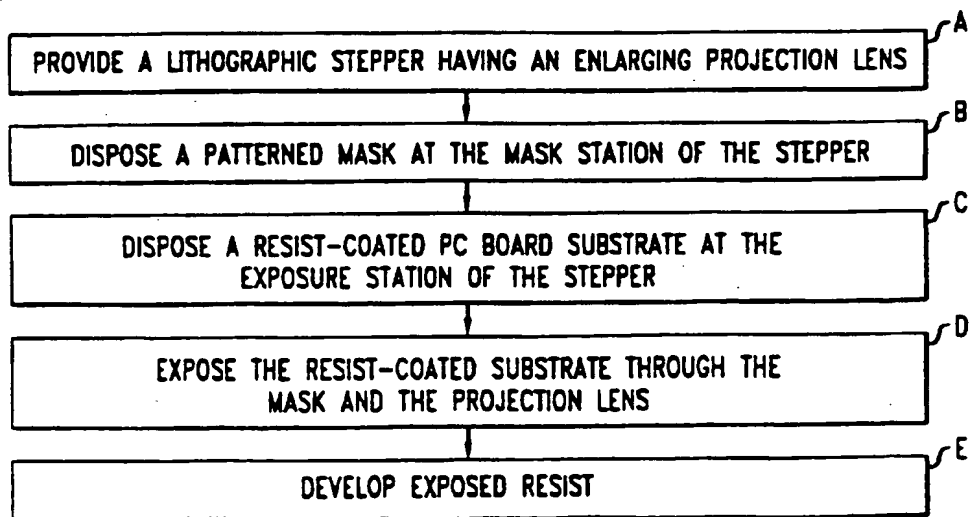 A
PROVIDE A LITHOGRAPHIC STEPPER HAVING AN ENLARGING PROJECTION LENS
B
DISPOSE A PATTERNED MASK AT THE MASK STATION OF THE STEPPER
C
DISPOSE A RESIST-COATED PC BOARD SUBSTRATE AT THE
EXPOSURE STATION OF THE STEPPER
D
EXPOSE THE RESIST-COATED SUBSTRATE THROUGH THE
MASK AND THE PROJECTION LENS
E
DEVELOP EXPOSED RESIST